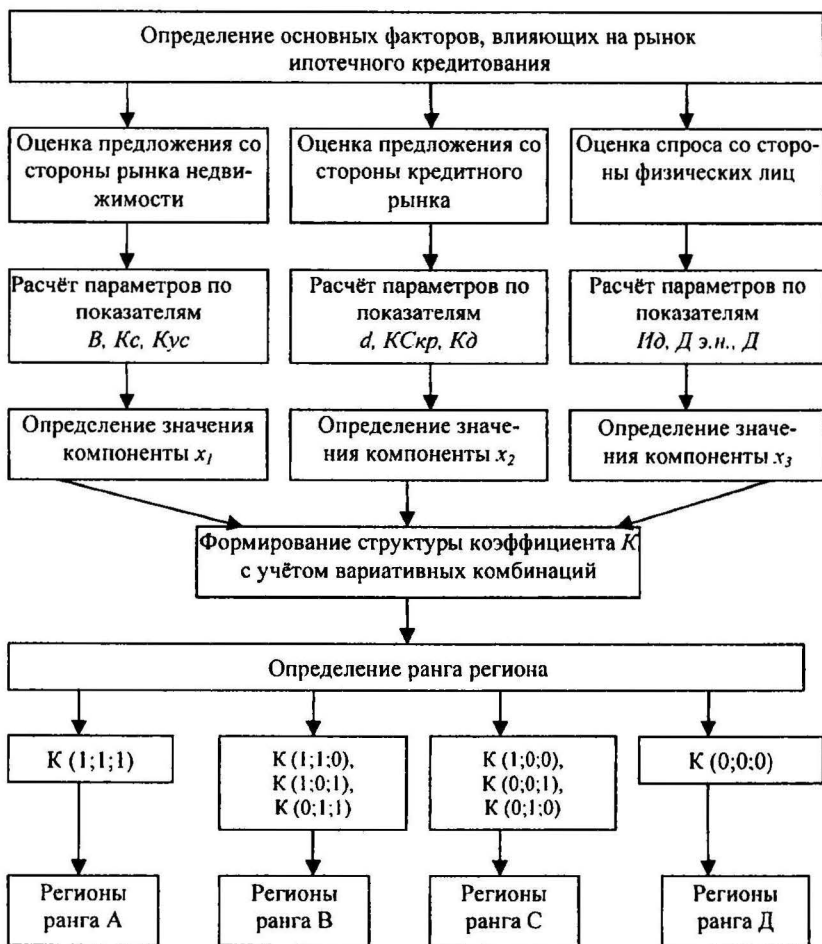 Определение основных факторов, влияющих на рынок
ипотечного кредитования
Оценка предложения со
стороны рынка недви-
жимости
Оценка предложения со
стороны кредитного
рынка
Оценка спроса со сторо-
ны физических лиц
Расчёт параметров по
показателям
В, Кс, Кус
Расчёт параметров по
показателям
d, КСкр, Кд
Расчёт параметров по
показателям
Ид, Д э.н., Д
Определение значения
компоненты x₁
Определение значе-
ния компоненты x₂
Определение значе-
ния компоненты x₃
Формирование структуры коэффициента К
с учётом вариативных комбинаций
Определение ранга региона
К (1;1;1)
К (1;1;0),
К (1;0;1),
К (0;1;1)
К (1;0;0),
К (0;0;1),
К (0;1;0)
К (0;0;0)
Регионы
ранга А
Регионы
ранга В
Регионы
ранга С
Регионы
ранга Д